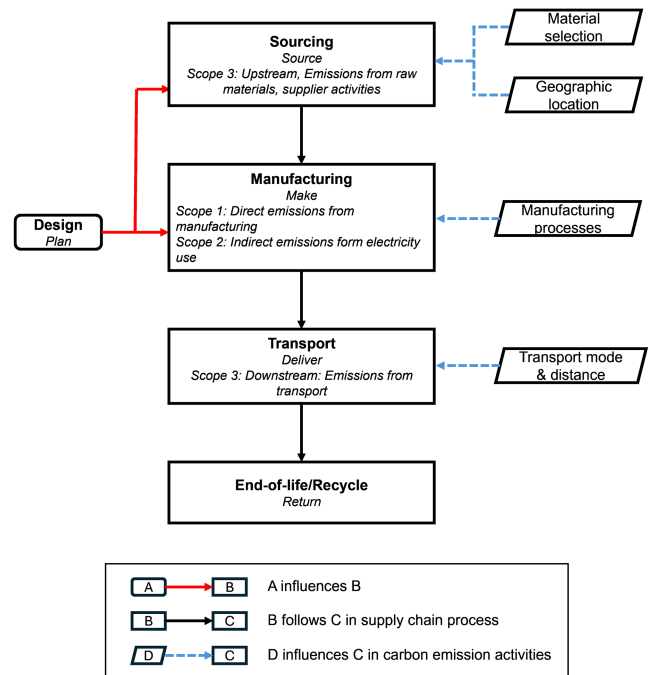 Sourcing
Source
Scope 3: Upstream, Emissions from raw
materials, supplier activities
Material
selection
Geographic
location
Manufacturing
Make
Scope 1: Direct emissions from
manufacturing
Scope 2: Indirect emissions form electricity
use
Design
Plan
Manufacturing
processes
Transport
Deliver
Scope 3: Downstream: Emissions from
transport
Transport mode
& distance
End-of-life/Recycle
Return
A B A influences B
B C B follows C in supply chain process
D C D influences C in carbon emission activities